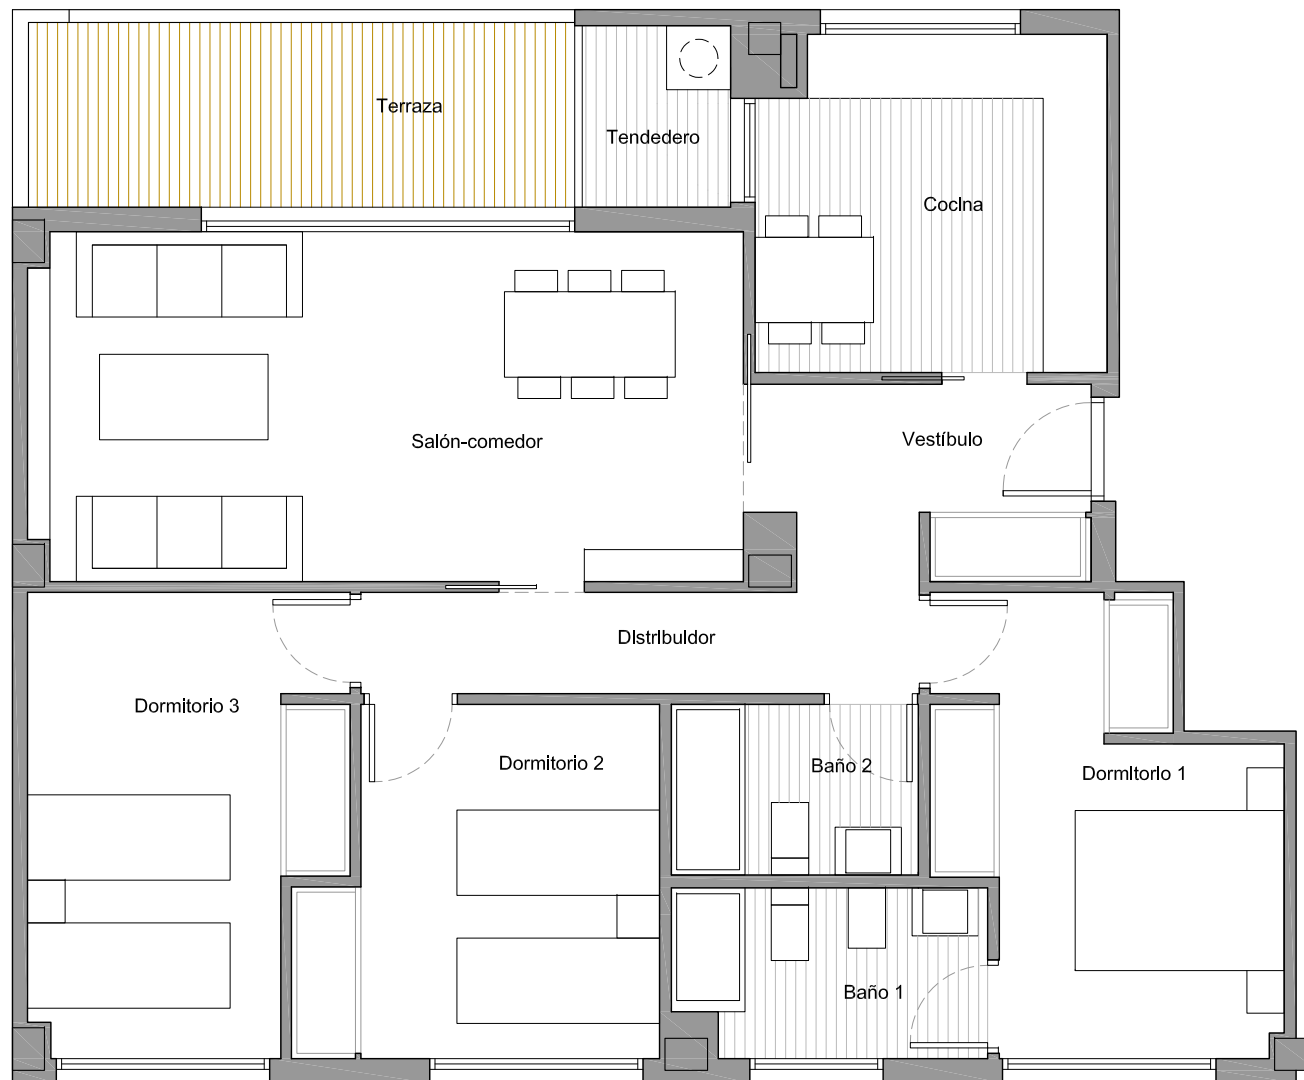 Terraza
Tendedero
Cocina
Salón-comedor
Vestíbulo
Distribuidor
Dormitorio 3
Dormitorio 2
Baño 2
Dormitorio 1
Baño 1